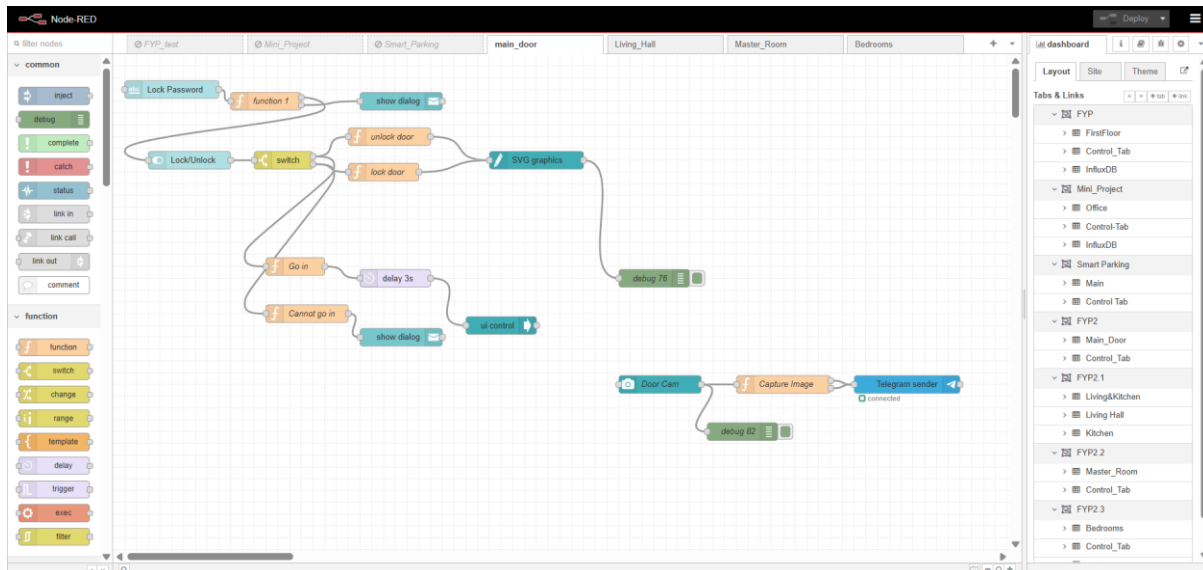 Node-RED
Deploy
filter nodes
FYP_test
Mini_Project
Smart_Parking
main_door
Living_Hall
Master_Room
Bedrooms
dashboard
common
inject
debug
complete
catch
status
link in
link call
link out
comment
function
function
switch
change
range
template
delay
trigger
exec
filter
Lock Password
function 1
show dialog
Lock/Unlock
switch
unlock door
lock door
SVG graphics
Go in
delay 3s
Cannot go in
show dialog
ui control
debug 76
Door Cam
Capture Image
Telegram sender
connected
debug 82
Layout
Site
Theme
Tabs & Links
tab
link
FYP
FirstFloor
Control_Tab
InfluxDB
Mini_Project
Office
Control-Tab
InfluxDB
Smart Parking
Main
Control Tab
FYP2
Main_Door
Control_Tab
FYP2.1
Living&Kitchen
Living Hall
Kitchen
FYP2.2
Master_Room
Control_Tab
FYP2.3
Bedrooms
Control_Tab